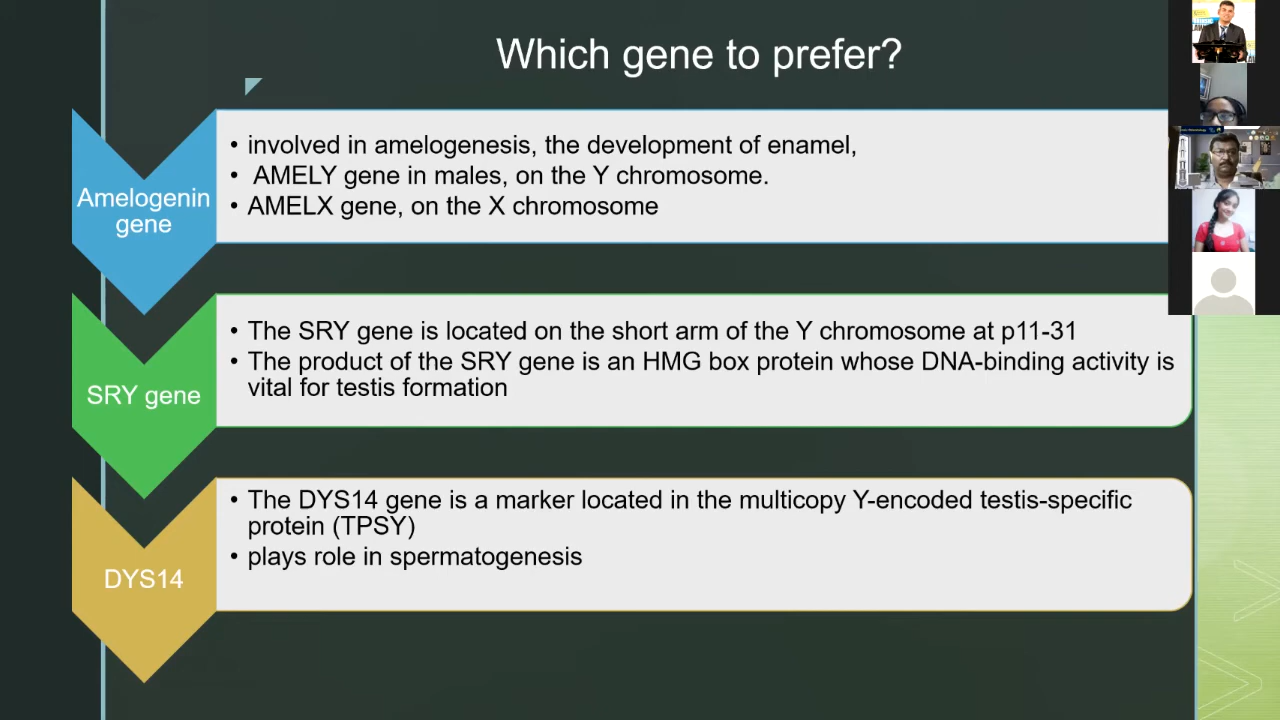 Which gene to prefer?
Amelogenin
gene
• involved in amelogenesis, the development of enamel,
• AMELY gene in males, on the Y chromosome.
• AMELX gene, on the X chromosome
SRY gene
• The SRY gene is located on the short arm of the Y chromosome at p11-31
• The product of the SRY gene is an HMG box protein whose DNA-binding activity is
vital for testis formation
DYS14
• The DYS14 gene is a marker located in the multicopy Y-encoded testis-specific
protein (TPSY)
• plays role in spermatogenesis